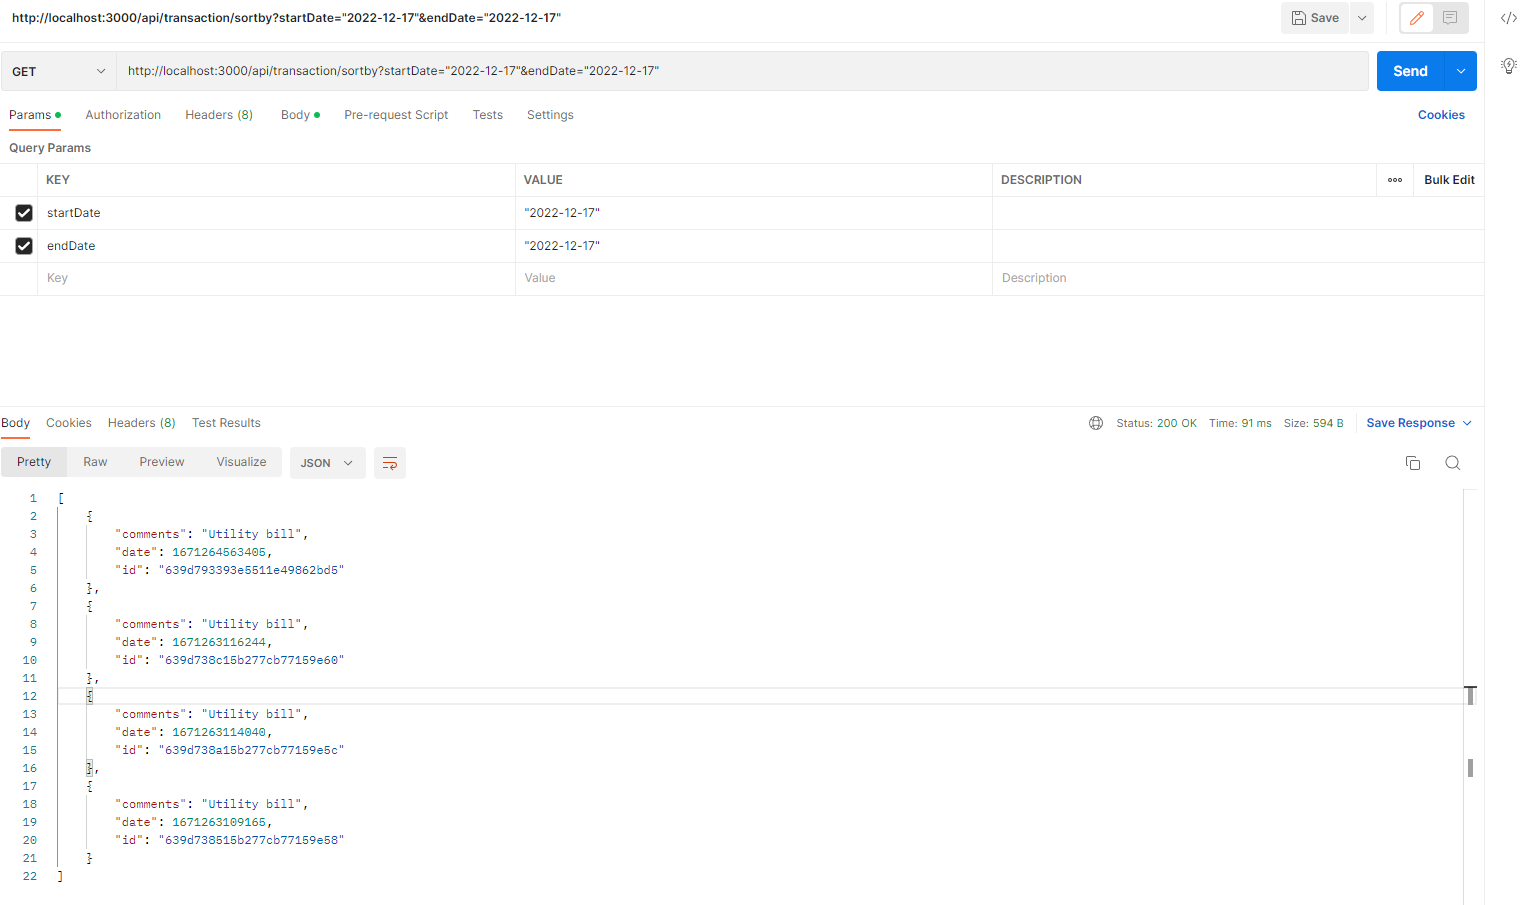 http://localhost:3000/api/transaction/sortby?startDate="2022-12-17"&endDate="2022-12-17"
Save
GET
http://localhost:3000/api/transaction/sortby?startDate="2022-12-17"&endDate="2022-12-17"
Send
Params Authorization Headers (8) Body Pre-request Script Tests Settings Cookies
Query Params
KEY VALUE DESCRIPTION Bulk Edit
startDate "2022-12-17"
endDate "2022-12-17"
Key Value Description
Body Cookies Headers (8) Test Results Status: 200 OK Time: 91 ms Size: 594 B Save Response
Pretty Raw Preview Visualize JSON
1 [
2 {
3 "comments": "Utility bill",
4 "date": 1671264563405,
5 "id": "639d793393e5511e49862bd5"
6 },
7 {
8 "comments": "Utility bill",
9 "date": 1671263116244,
10 "id": "639d738c15b277cb77159e60"
11 },
12 {
13 "comments": "Utility bill",
14 "date": 1671263114040,
15 "id": "639d738a15b277cb77159e5c"
16 },
17 {
18 "comments": "Utility bill",
19 "date": 1671263109165,
20 "id": "639d738515b277cb77159e58"
21 }
22 ]